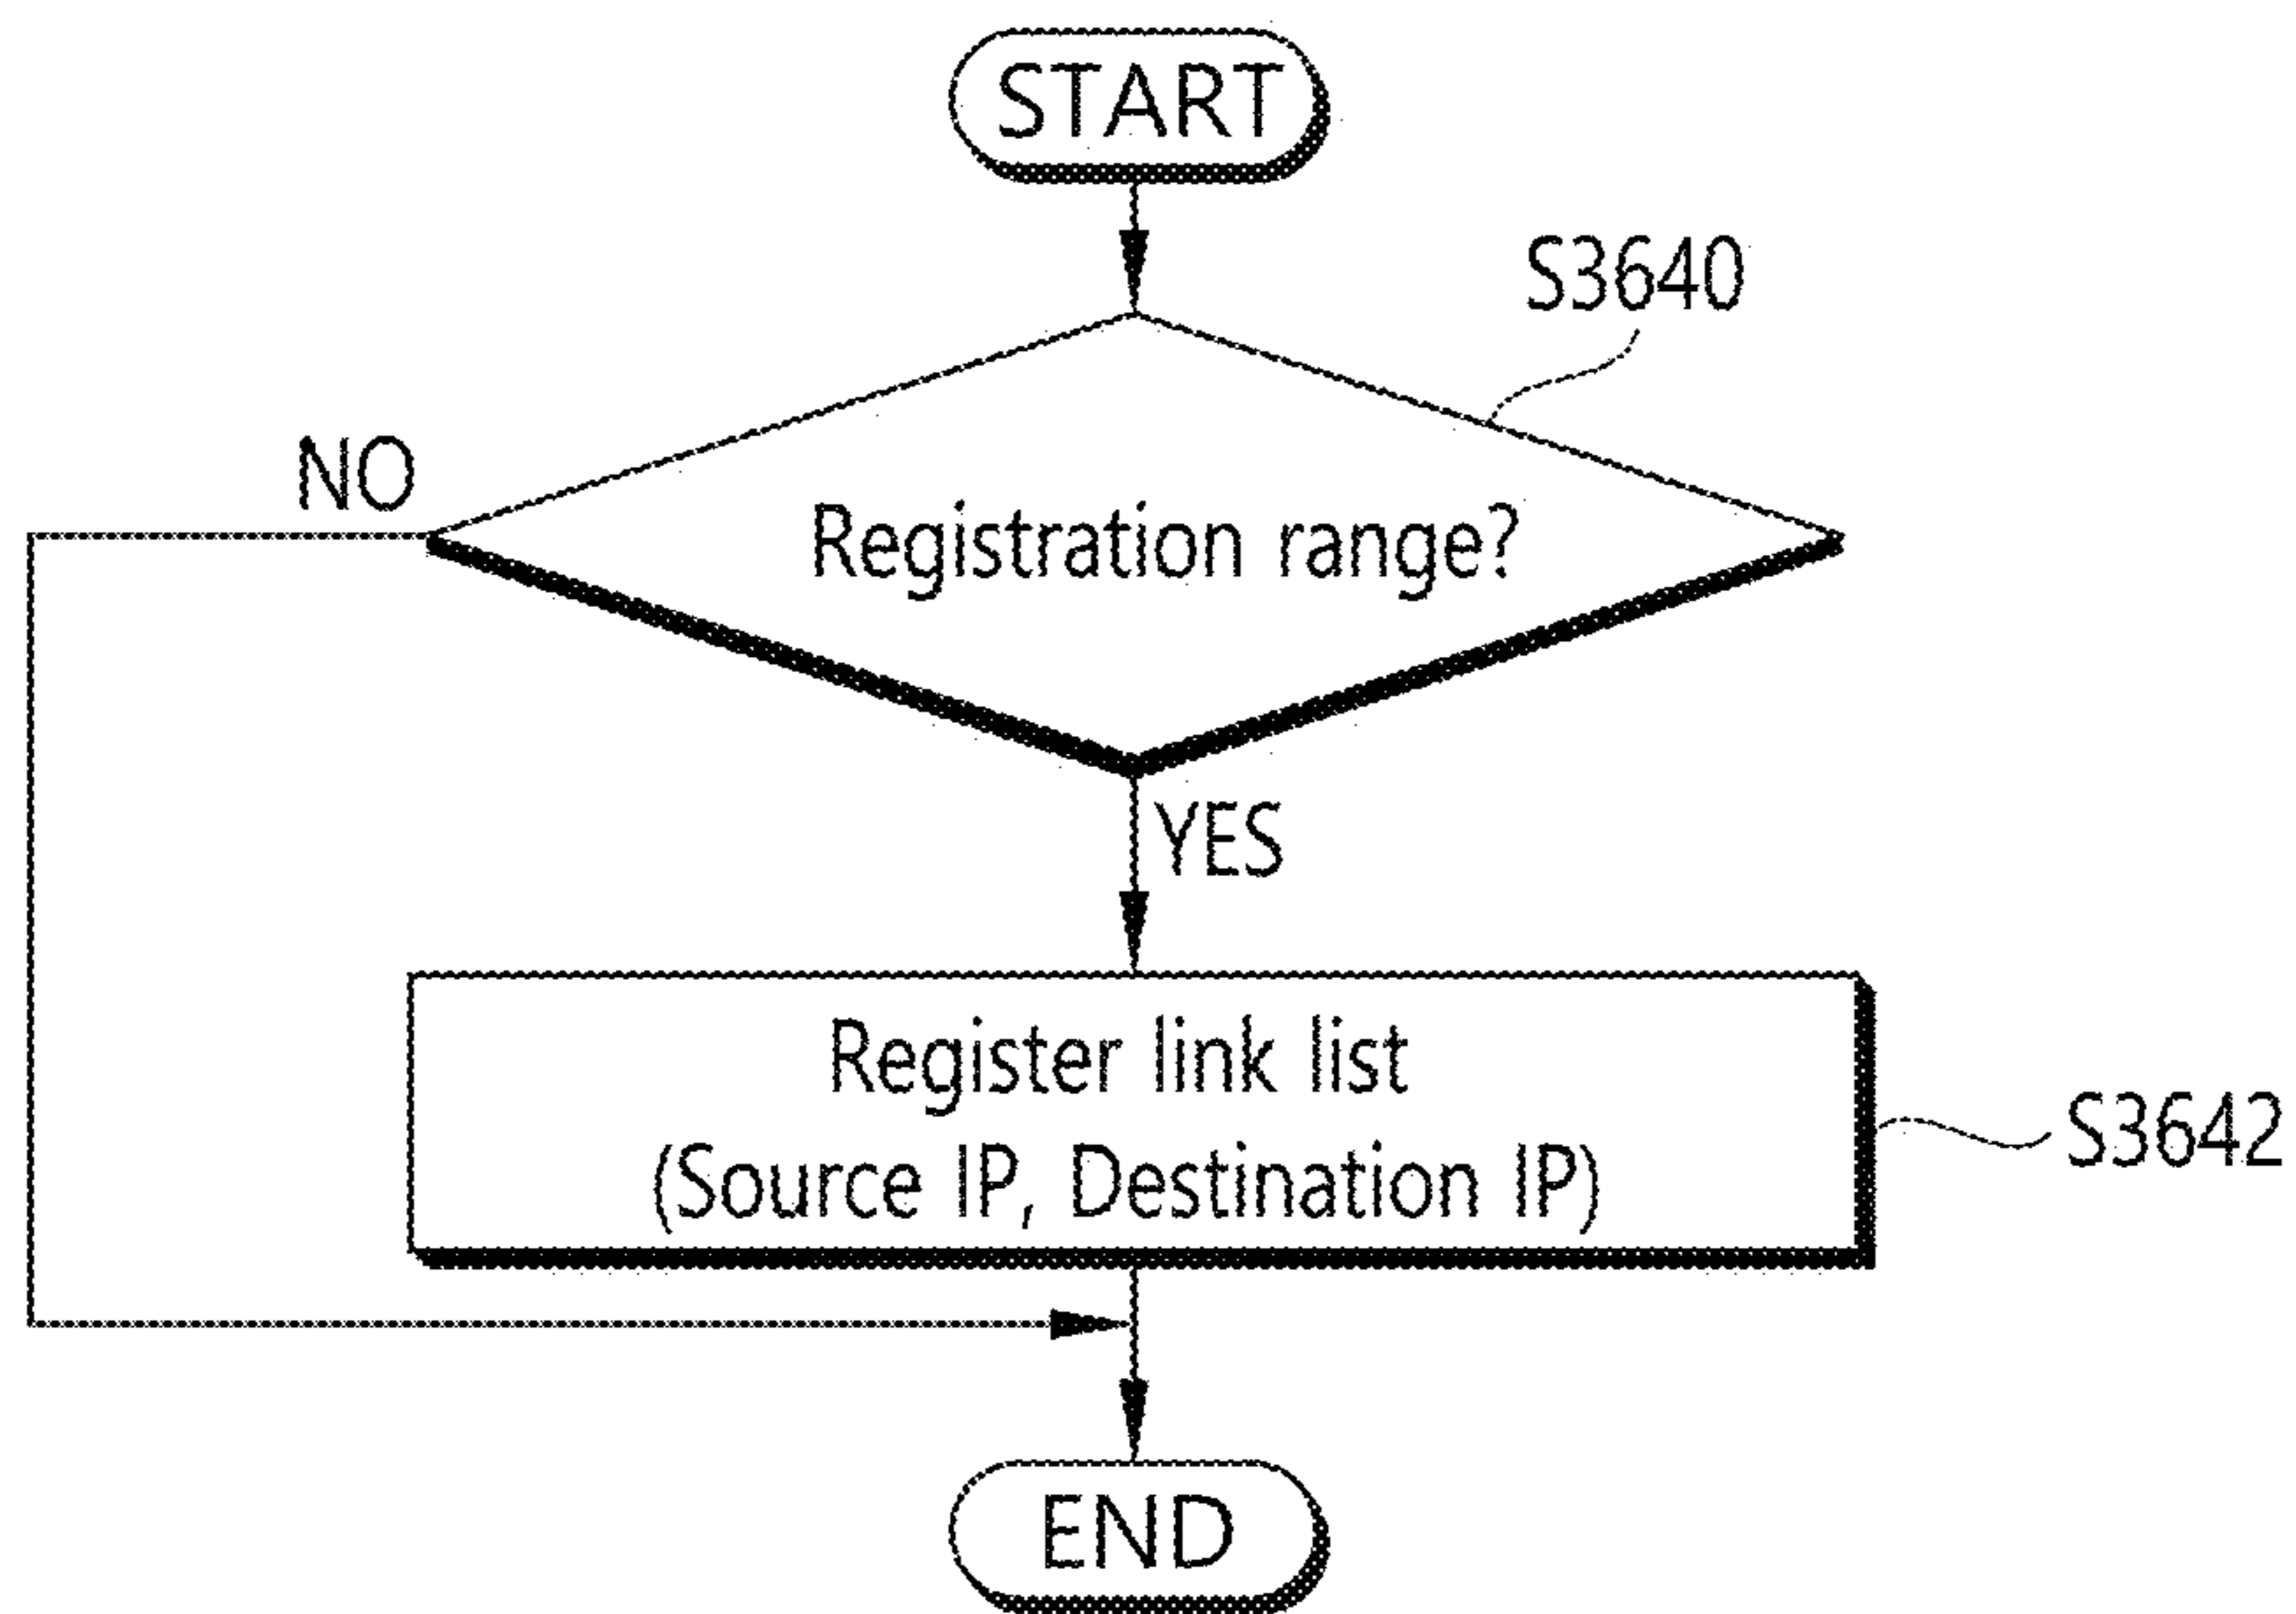 START
S3640
NO
Registration range?
YES
Register link list
(Source IP, Destination IP)
S3642
END